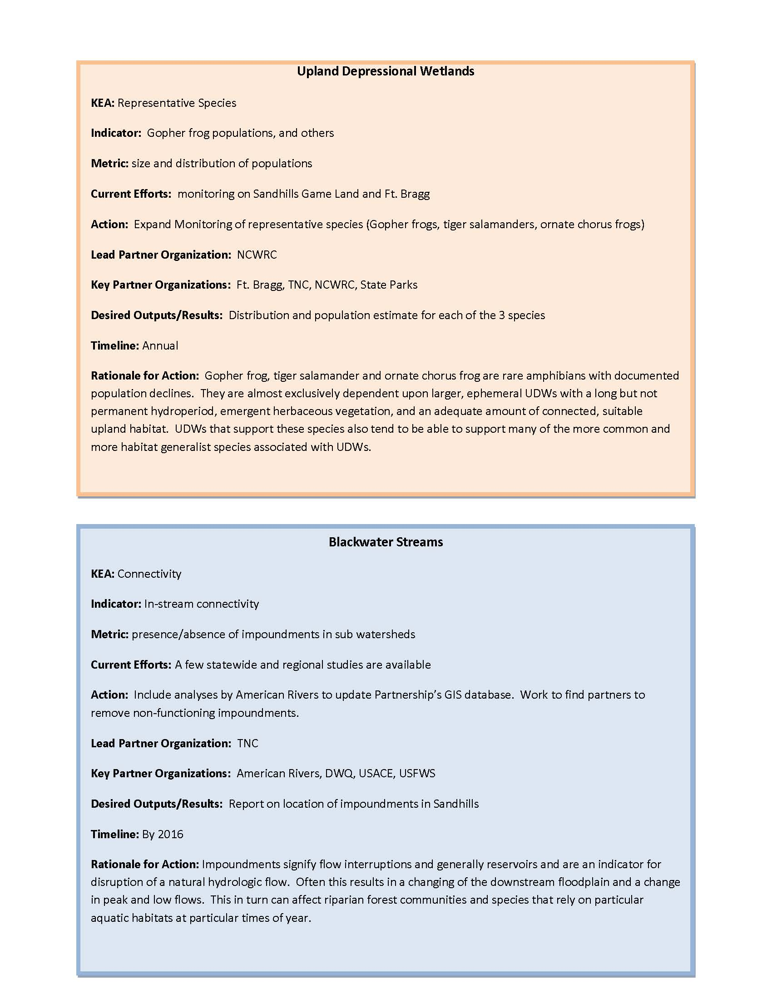 Upland Depressional Wetlands
KEA: Representative Species
Indicator:  Gopher frog populations, and others
Metric: size and distribution of populations
Current Efforts:  monitoring on Sandhills Game Land and Ft. Bragg
Action:  Expand Monitoring of representative species (Gopher frogs, tiger salamanders, ornate chorus frogs)
Lead Partner Organization:  NCWRC
Key Partner Organizations:  Ft. Bragg, TNC, NCWRC, State Parks
Desired Outputs/Results:  Distribution and population estimate for each of the 3 species
Timeline: Annual
Rationale for Action:  Gopher frog, tiger salamander and ornate chorus frog are rare amphibians with documented
population declines.  They are almost exclusively dependent upon larger, ephemeral UDWs with a long but not
permanent hydroperiod, emergent herbaceous vegetation, and an adequate amount of connected, suitable
upland habitat.  UDWs that support these species also tend to be able to support many of the more common and
more habitat generalist species associated with UDWs.
Blackwater Streams
KEA: Connectivity
Indicator: In-stream connectivity
Metric: presence/absence of impoundments in sub watersheds
Current Efforts: A few statewide and regional studies are available
Action:  Include analyses by American Rivers to update Partnership’s GIS database.  Work to find partners to
remove non-functioning impoundments.
Lead Partner Organization:  TNC
Key Partner Organizations:  American Rivers, DWQ, USACE, USFWS
Desired Outputs/Results:  Report on location of impoundments in Sandhills
Timeline: By 2016
Rationale for Action: Impoundments signify flow interruptions and generally reservoirs and are an indicator for
disruption of a natural hydrologic flow.  Often this results in a changing of the downstream floodplain and a change
in peak and low flows.  This in turn can affect riparian forest communities and species that rely on particular
aquatic habitats at particular times of year.